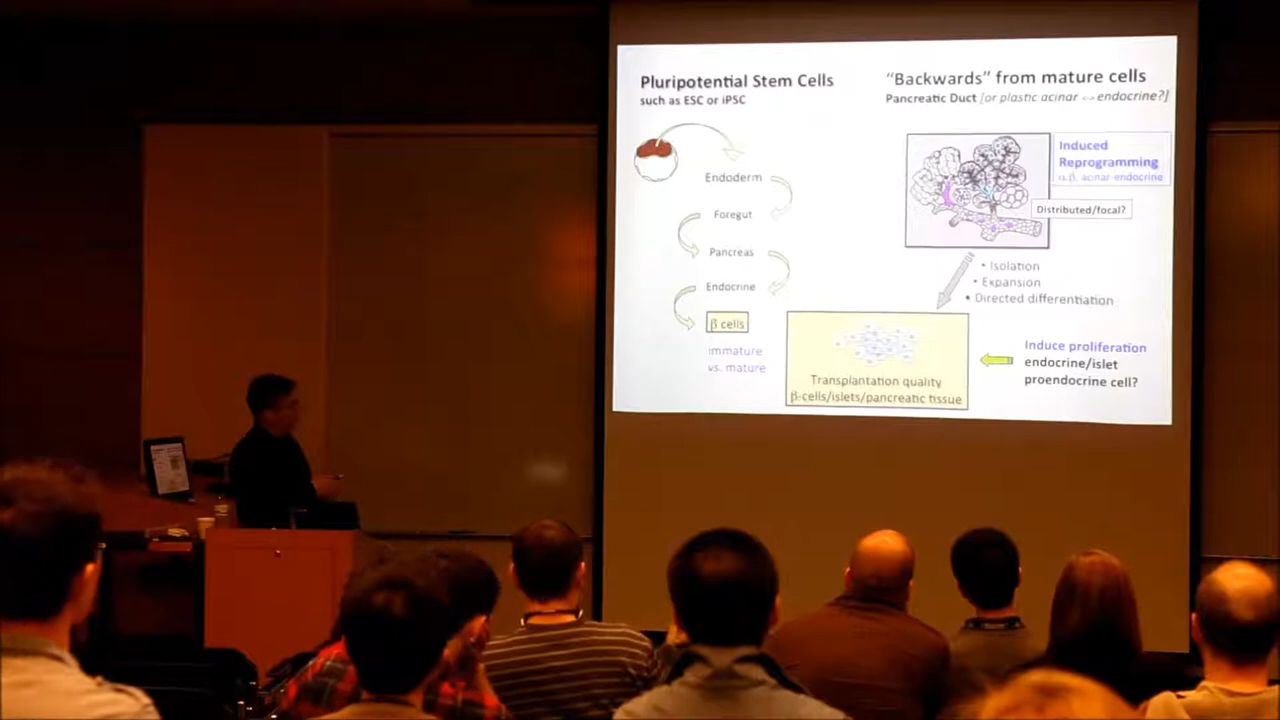 Pluripotential Stem Cells
such as ESC or iPSC
Endoderm
Foregut
Pancreas
Endocrine
β cells
immature
vs. mature
"Backwards" from mature cells
Pancreatic Duct [or plastic acinar ↔ endocrine?]
Induced
Reprogramming
α-β, acinar-endocrine
Distributed/focal?
• Isolation
• Expansion
• Directed differentiation
Transplantation quality
β-cells/islets/pancreatic tissue
Induce proliferation
endocrine/islet
proendocrine cell?